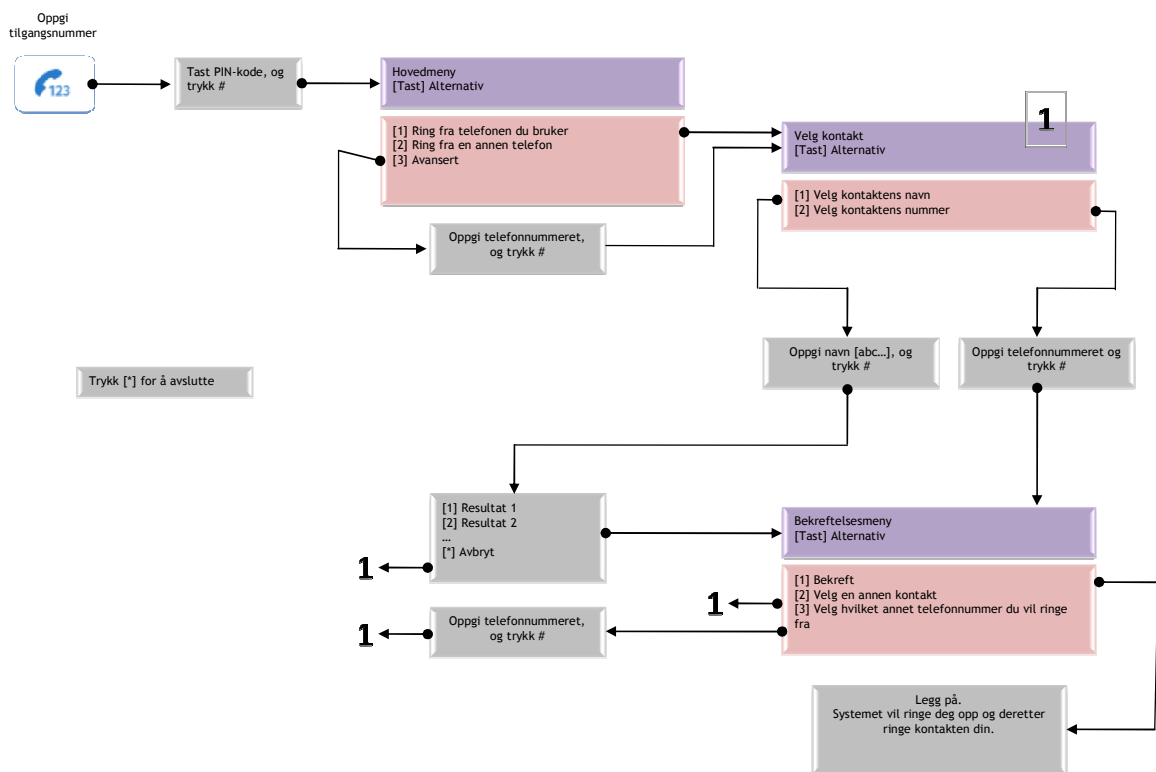 Oppgi
tilgangsnummer
123
Tast PIN-kode, og
trykk #
Hovedmeny
[Tast] Alternativ
[1] Ring fra telefonen du bruker
[2] Ring fra en annen telefon
[3] Avansert
Oppgi telefonnummeret,
og trykk #
1
Velg kontakt
[Tast] Alternativ
[1] Velg kontaktens navn
[2] Velg kontaktens nummer
Oppgi navn [abc…], og
trykk #
Oppgi telefonnummeret og
trykk #
Trykk [*] for å avslutte
[1] Resultat 1
[2] Resultat 2
…
[*] Avbryt
1
Bekreftelsesmeny
[Tast] Alternativ
[1] Bekreft
[2] Velg en annen kontakt
[3] Velg hvilket annet telefonnummer du vil ringe
fra
1
Oppgi telefonnummeret,
og trykk #
1
Legg på.
Systemet vil ringe deg opp og deretter
ringe kontakten din.